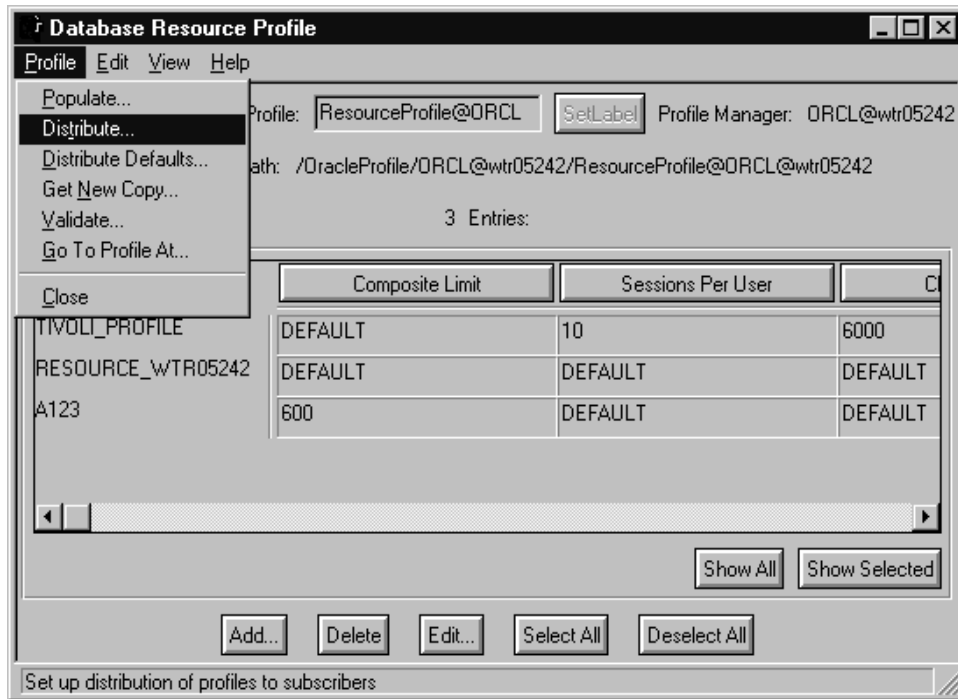 Database Resource Profile
Profile Edit View Help
Populate...
Distribute...
Distribute Defaults...
Get New Copy...
Validate...
Go To Profile At...
Close
Profile: ResourceProfile@ORCL SetLabel Profile Manager: ORCL@wtr05242
ath: /OracleProfile/ORCL@wtr05242/ResourceProfile@ORCL@wtr05242
3 Entries:
Composite Limit Sessions Per User
TIVOLI_PROFILE DEFAULT 10 6000
RESOURCE_WTR05242 DEFAULT DEFAULT DEFAULT
A123 600 DEFAULT DEFAULT
Show All Show Selected
Add... Delete Edit... Select All Deselect All
Set up distribution of profiles to subscribers